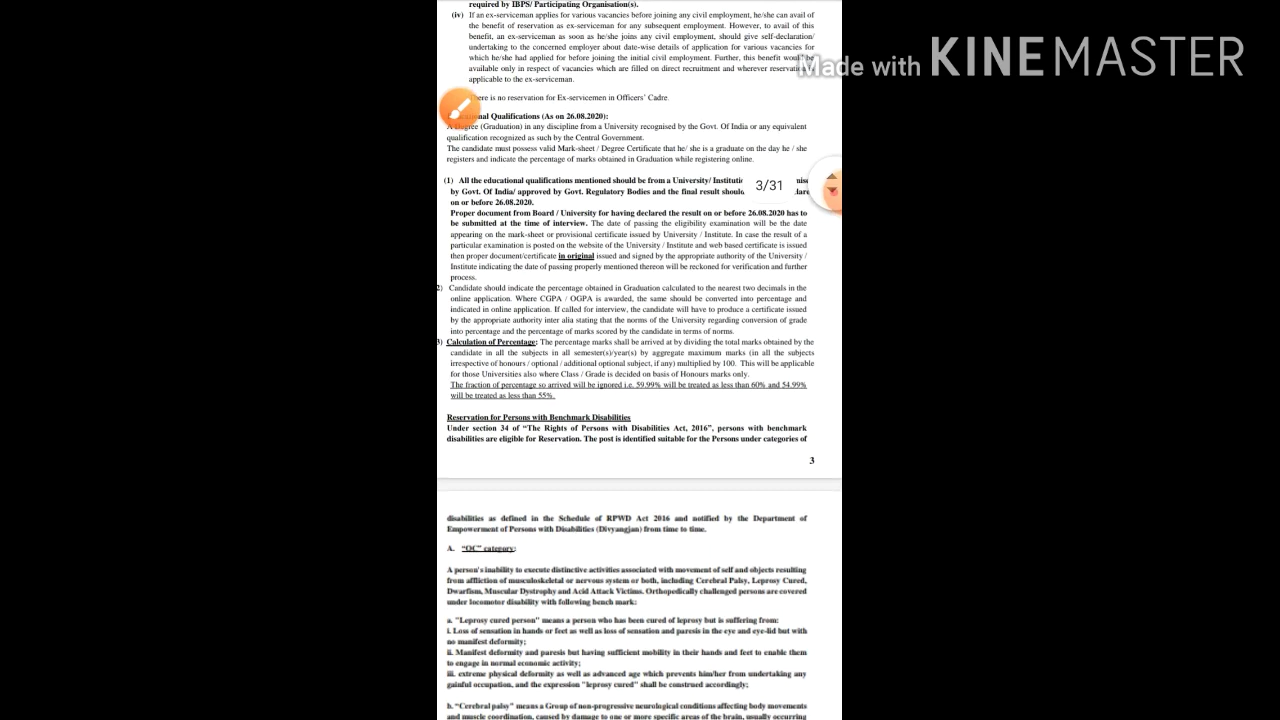 required by IBPS/ Participating Organisation(s).
(iv) If an ex-serviceman applies for various vacancies before joining any civil employment, he/she can avail of
the benefit of reservation as ex-serviceman for any subsequent employment. However, to avail of this
benefit, an ex-serviceman as soon as he/she joins any civil employment, should give self-declaration/
undertaking to the concerned employer about date-wise details of application for various vacancies for
which he/she had applied for before joining the initial civil employment. Further, this benefit would be
available only in respect of vacancies which are filled on direct recruitment and wherever reservation is
applicable to the ex-serviceman.
Made with KINEMASTER
There is no reservation for Ex-servicemen in Officers' Cadre.
nal Qualifications (As on 26.08.2020):
A Degree (Graduation) in any discipline from a University recognised by the Govt. Of India or any equivalent
qualification recognized as such by the Central Government.
The candidate must possess valid Mark-sheet / Degree Certificate that he/ she is a graduate on the day he / she
registers and indicate the percentage of marks obtained in Graduation while registering online.
(1) All the educational qualifications mentioned should be from a University/ Institutio
3/31
by Govt. Of India/ approved by Govt. Regulatory Bodies and the final result should
on or before 26.08.2020.
Proper document from Board / University for having declared the result on or before 26.08.2020 has to
be submitted at the time of interview. The date of passing the eligibility examination will be the date
appearing on the mark-sheet or provisional certificate issued by University / Institute. In case the result of a
particular examination is posted on the website of the University / Institute and web based certificate is issued
then proper document/certificate in original issued and signed by the appropriate authority of the University /
Institute indicating the date of passing properly mentioned thereon will be reckoned for verification and further
process.
2) Candidate should indicate the percentage obtained in Graduation calculated to the nearest two decimals in the
online application. Where CGPA / OGPA is awarded, the same should be converted into percentage and
indicated in online application. If called for interview, the candidate will have to produce a certificate issued
by the appropriate authority inter alia stating that the norms of the University regarding conversion of grade
into percentage and the percentage of marks scored by the candidate in terms of norms.
3) Calculation of Percentage: The percentage marks shall be arrived at by dividing the total marks obtained by the
candidate in all the subjects in all semester(s)/year(s) by aggregate maximum marks (in all the subjects
irrespective of honours / optional / additional optional subject, if any) multiplied by 100. This will be applicable
for those Universities also where Class / Grade is decided on basis of Honours marks only.
The fraction of percentage so arrived will be ignored i.e. 59.99% will be treated as less than 60% and 54.99%
will be treated as less than 55%.
Reservation for Persons with Benchmark Disabilities
Under section 34 of "The Rights of Persons with Disabilities Act, 2016", persons with benchmark
disabilities are eligible for Reservation. The post is identified suitable for the Persons under categories of
3
disabilities as defined in the Schedule of RPWD Act 2016 and notified by the Department of
Empowerment of Persons with Disabilities (Divyangjan) from time to time.
A. "OC" category:
A person's inability to execute distinctive activities associated with movement of self and objects resulting
from affliction of musculoskeletal or nervous system or both, including Cerebral Palsy, Leprosy Cured,
Dwarfism, Muscular Dystrophy and Acid Attack Victims. Orthopedically challenged persons are covered
under locomotor disability with following bench mark:
a. "Leprosy cured person" means a person who has been cured of leprosy but is suffering from:
i. Loss of sensation in hands or feet as well as loss of sensation and paresis in the eye and eye-lid but with
no manifest deformity;
ii. Manifest deformity and paresis but having sufficient mobility in their hands and feet to enable them
to engage in normal economic activity;
iii. extreme physical deformity as well as advanced age which prevents him/her from undertaking any
gainful occupation, and the expression "leprosy cured" shall be construed accordingly;
b. "Cerebral palsy" means a Group of non-progressive neurological conditions affecting body movements
and muscle coordination, caused by damage to one or more specific areas of the brain, usually occurring